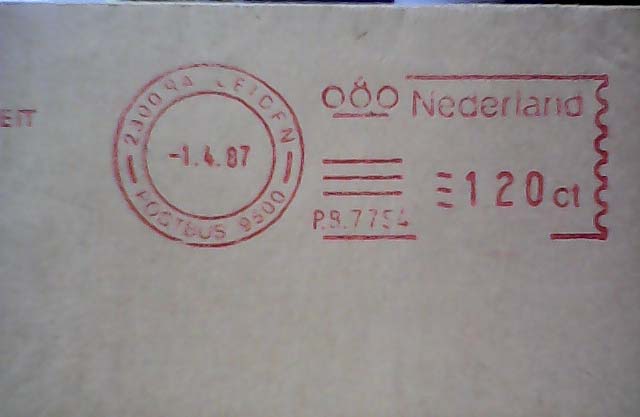 EIT
2300 RA LEIDEN
-1.4.87
POSTBUS 9500
Nederland
120 ct
P.B.7754